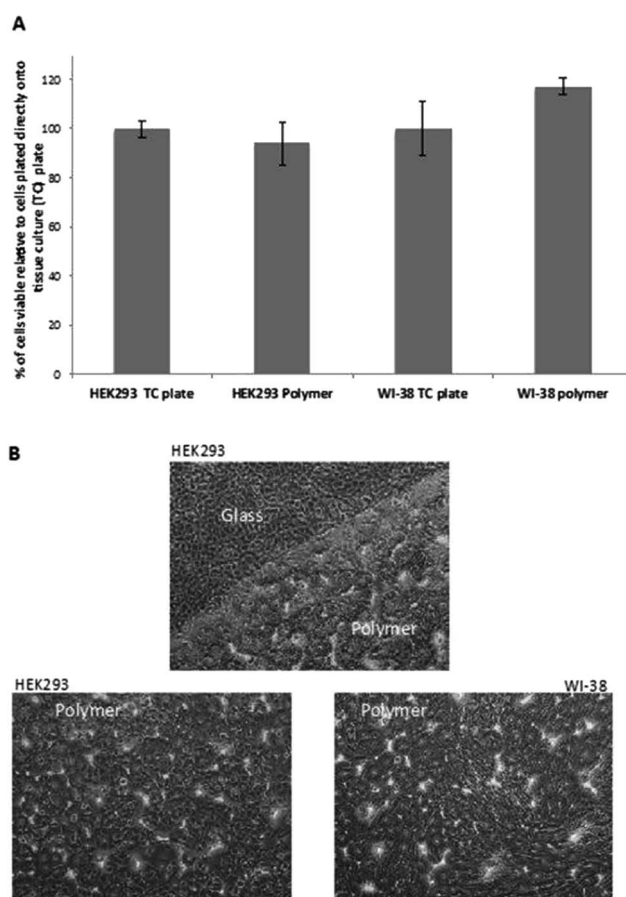 A
% of cells viable relative to cells plated directly onto
tissue culture (TC) plate
120
100
80
60
40
20
0
HEK293 TC plate
HEK293 Polymer
WI-38 TC plate
WI-38 polymer
B
HEK293
Glass
Polymer
HEK293
Polymer
WI-38
Polymer